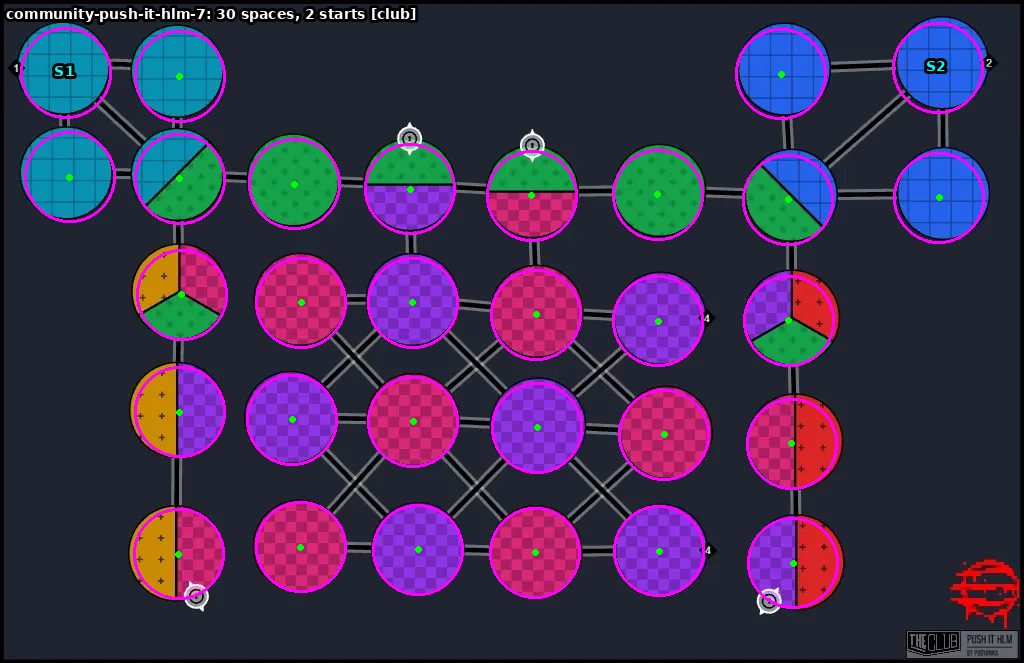 community-push-it-hlm-7: 30 spaces, 2 starts [club]
1
S1
S2
2
4
4
THE CLUB
PUSH IT HLM